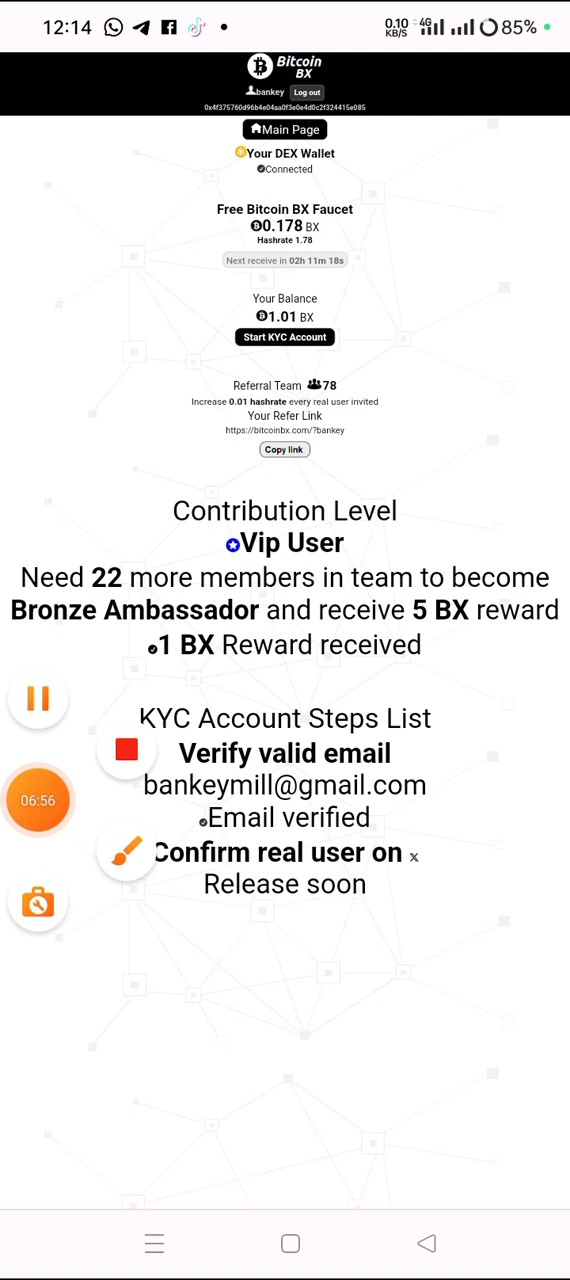 12:14
0.10 KB/S 4G 85%
Bitcoin
BX
bankey Log out
0x4f375760d96b4e04aa0f3e0e4d0c2f324415e085
Main Page
Your DEX Wallet
Connected
Free Bitcoin BX Faucet
0.178 BX
Hashrate 1.78
Next receive in 02h 11m 18s
Your Balance
1.01 BX
Start KYC Account
Referral Team 78
Increase 0.01 hashrate every real user invited
Your Refer Link
https://bitcoinbx.com/?bankey
Copy link
Contribution Level
Vip User
Need 22 more members in team to become
Bronze Ambassador and receive 5 BX reward
1 BX Reward received
KYC Account Steps List
Verify valid email
bankeymill@gmail.com
06:56
Email verified
Confirm real user on X
Release soon